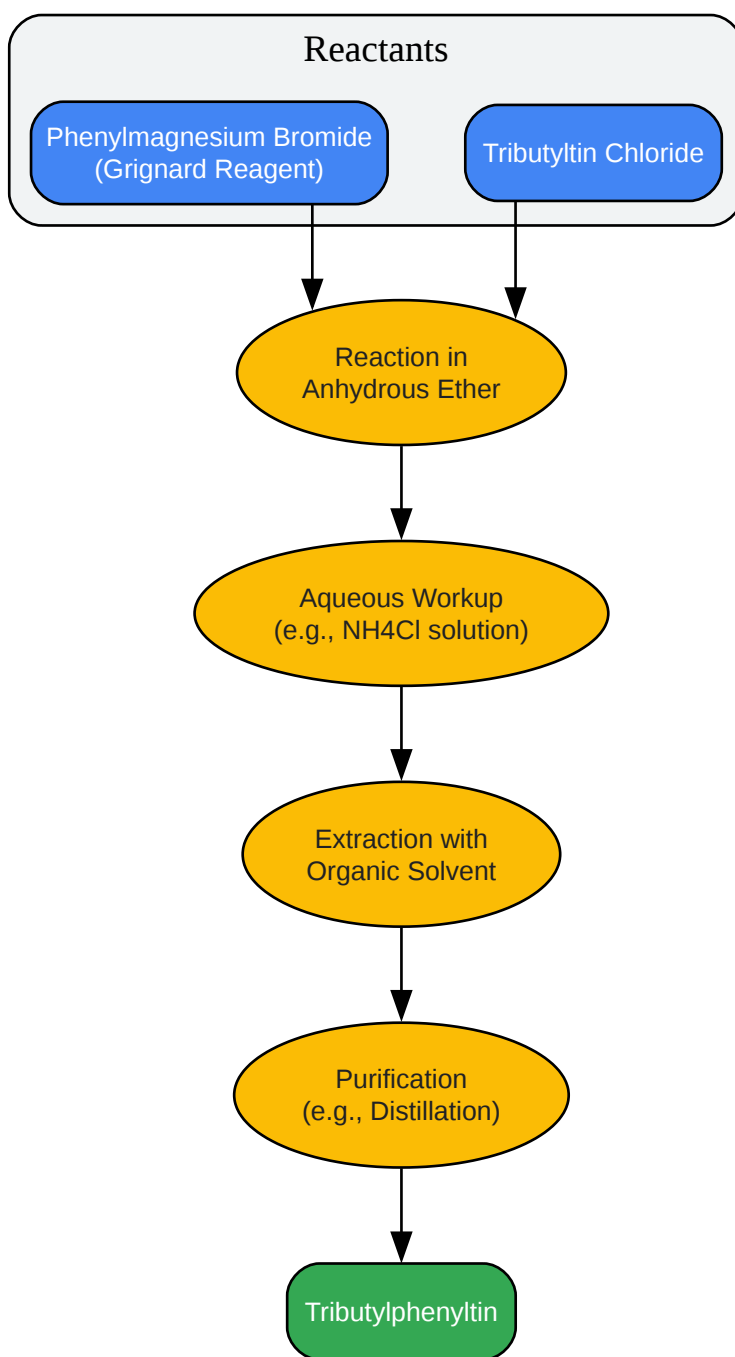 Reactants
Phenylmagnesium Bromide
(Grignard Reagent)
Tributyltin Chloride
Reaction in
Anhydrous Ether
Aqueous Workup
(e.g., NH4Cl solution)
Extraction with
Organic Solvent
Purification
(e.g., Distillation)
Tributylphenyltin